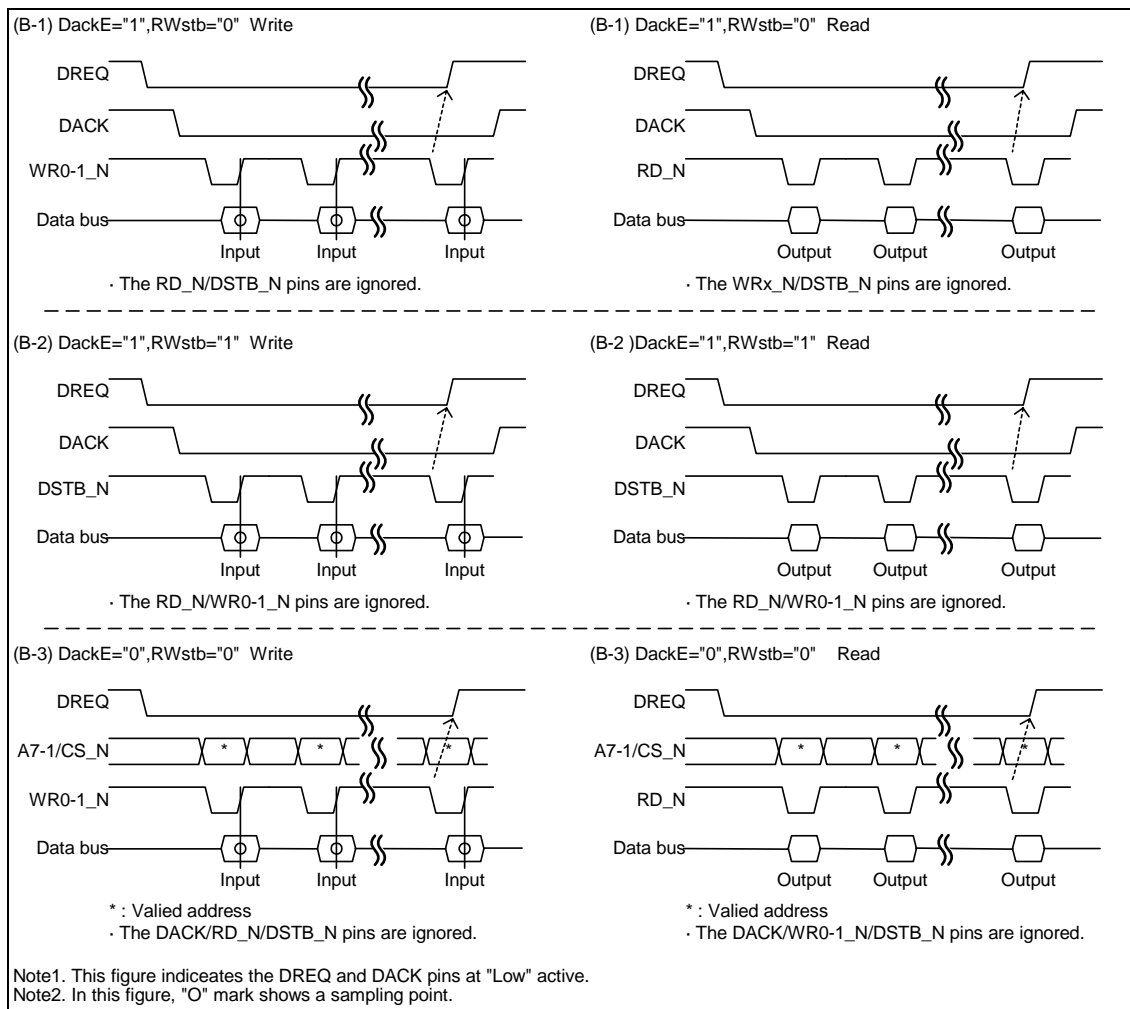 (B-1) DackE="1",RWstb="0" Write
DREQ
DACK
WR0-1_N
Data bus
Input Input Input
· The RD_N/DSTB_N pins are ignored.
(B-1) DackE="1",RWstb="0" Read
DREQ
DACK
RD_N
Data bus
Output Output Output
· The WRx_N/DSTB_N pins are ignored.
(B-2) DackE="1",RWstb="1" Write
DREQ
DACK
DSTB_N
Data bus
Input Input Input
· The RD_N/WR0-1_N pins are ignored.
(B-2 )DackE="1",RWstb="1" Read
DREQ
DACK
DSTB_N
Data bus
Output Output Output
· The RD_N/WR0-1_N pins are ignored.
(B-3) DackE="0",RWstb="0" Write
DREQ
A7-1/CS_N
* * *
WR0-1_N
Data bus
Input Input Input
* : Valied address
· The DACK/RD_N/DSTB_N pins are ignored.
(B-3) DackE="0",RWstb="0" Read
DREQ
A7-1/CS_N
* * *
RD_N
Data bus
Output Output Output
* : Valied address
· The DACK/WR0-1_N/DSTB_N pins are ignored.
Note1. This figure indiceates the DREQ and DACK pins at "Low" active.
Note2. In this figure, "O" mark shows a sampling point.